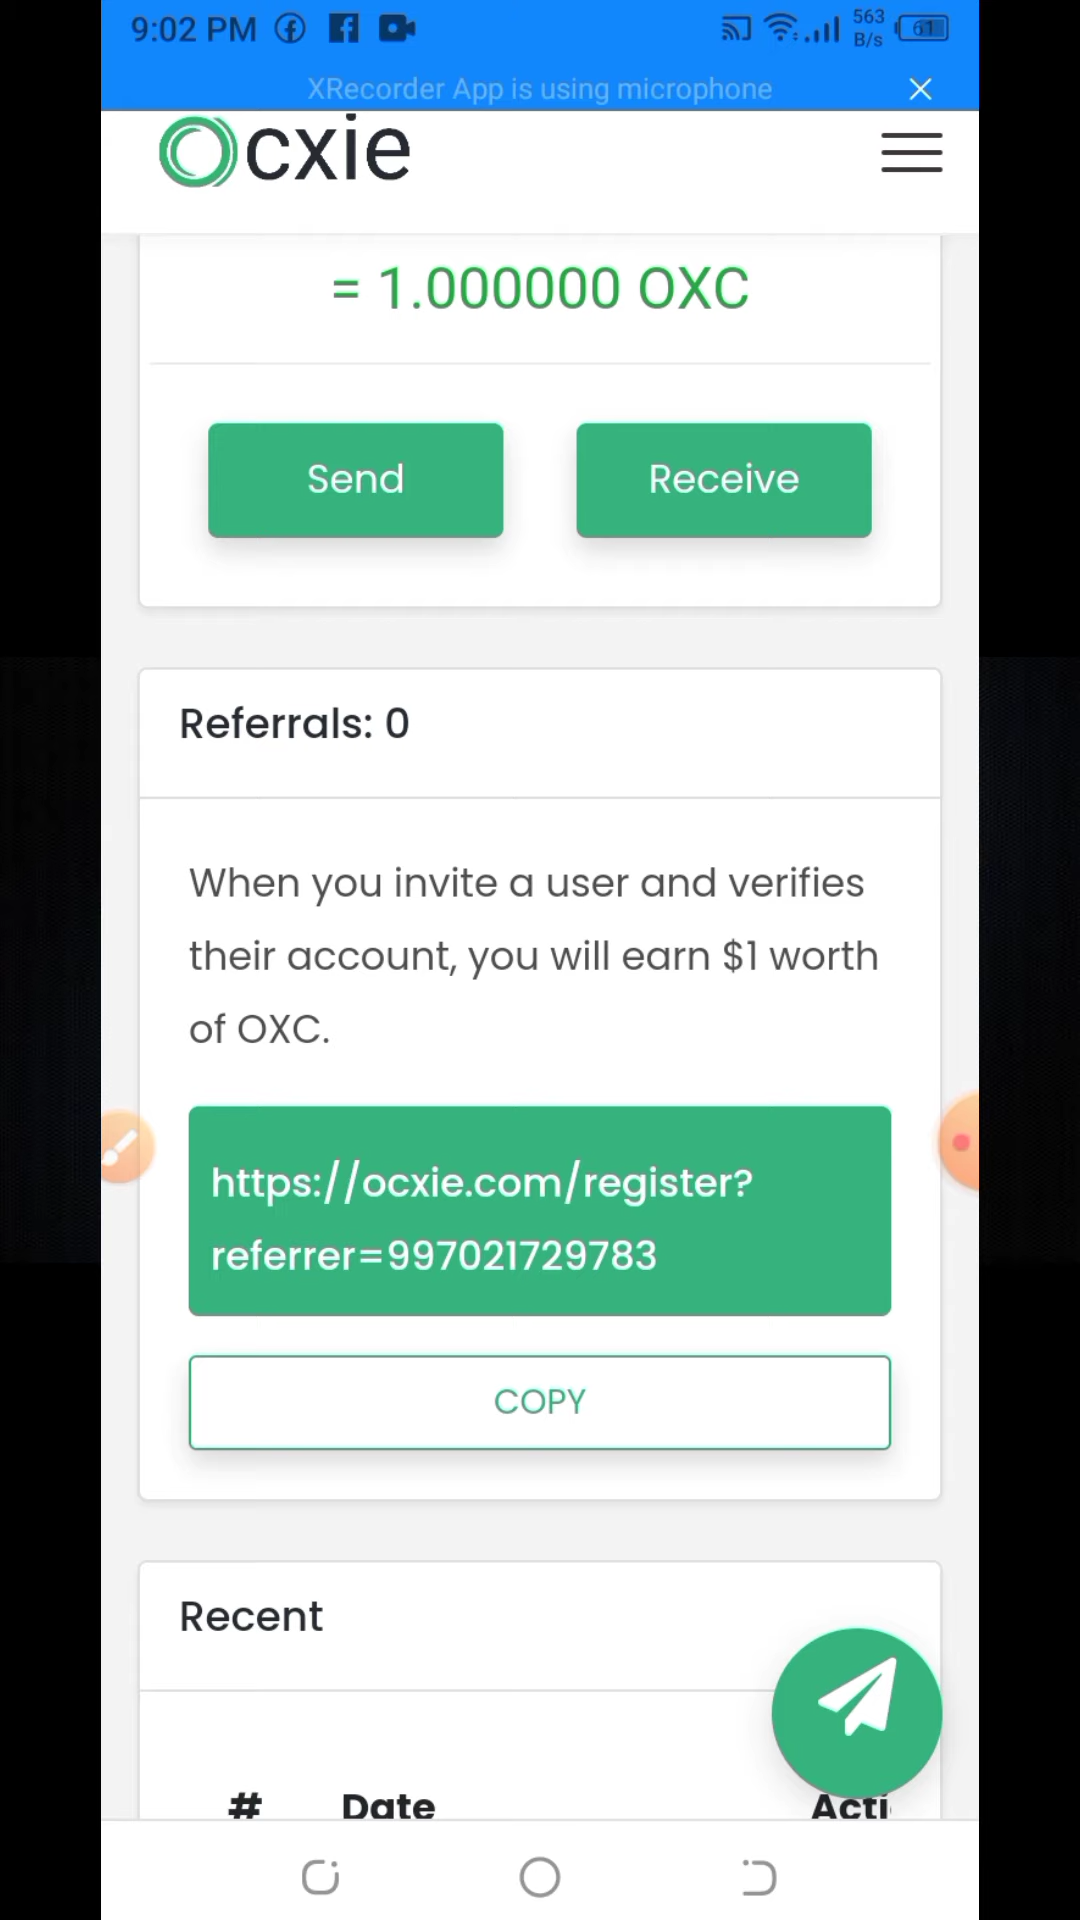 9:02 PM
563
B/s
61
XRecorder App is using microphone
Ocxie
= 1.000000 OXC
Send
Receive
Referrals: 0
When you invite a user and verifies
their account, you will earn $1 worth
of OXC.
https://ocxie.com/register?
referrer=997021729783
COPY
Recent
# Date Acti